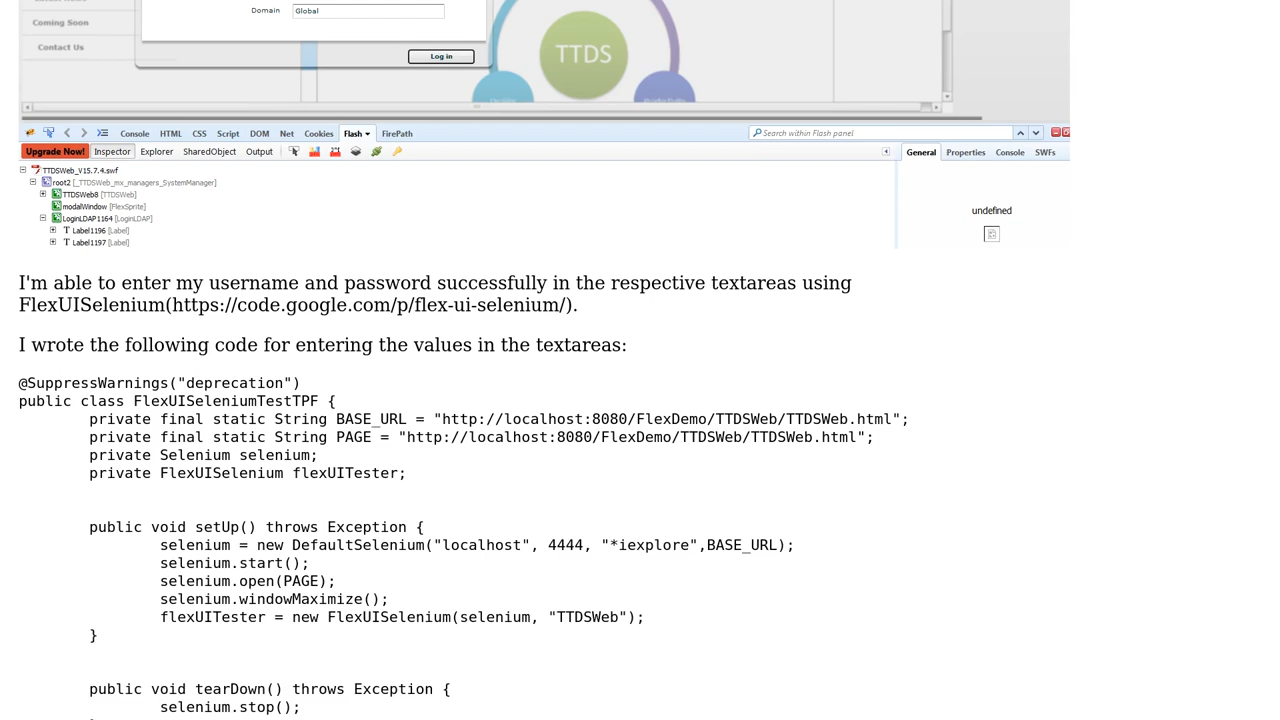 Coming Soon
Contact Us
Domain Global
Log in
TTDS
Console HTML CSS Script DOM Net Cookies Flash FirePath Search within Flash panel
Upgrade Now! Inspector Explorer SharedObject Output General Properties Console SWFs
TTDSWeb_V15.7.4.swf
root2 [_TTDSWeb_mx_managers_SystemManager]
TTDSWeb8 [TTDSWeb]
modalWindow [FlexSprite]
LoginLDAP1164 [LoginLDAP]
T Label1196 [Label]
T Label1197 [Label]
undefined
I'm able to enter my username and password successfully in the respective textareas using
FlexUISelenium(https://code.google.com/p/flex-ui-selenium/).
I wrote the following code for entering the values in the textareas:
@SuppressWarnings("deprecation")
public class FlexUISeleniumTestTPF {
private final static String BASE_URL = "http://localhost:8080/FlexDemo/TTDSWeb/TTDSWeb.html";
private final static String PAGE = "http://localhost:8080/FlexDemo/TTDSWeb/TTDSWeb.html";
private Selenium selenium;
private FlexUISelenium flexUITester;
public void setUp() throws Exception {
selenium = new DefaultSelenium("localhost", 4444, "*iexplore",BASE_URL);
selenium.start();
selenium.open(PAGE);
selenium.windowMaximize();
flexUITester = new FlexUISelenium(selenium, "TTDSWeb");
}
public void tearDown() throws Exception {
selenium.stop();